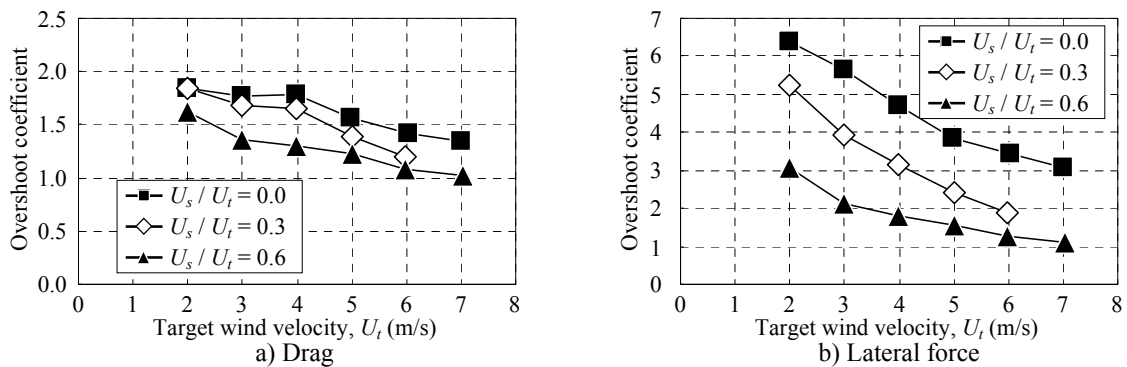 2.5
2.0
1.5
1.0
0.5
0.0
Overshoot coefficient
U_s / U_t = 0.0
U_s / U_t = 0.3
U_s / U_t = 0.6
0 1 2 3 4 5 6 7 8
Target wind velocity, U_t (m/s)
a) Drag
7
6
5
4
3
2
1
0
Overshoot coefficient
U_s / U_t = 0.0
U_s / U_t = 0.3
U_s / U_t = 0.6
0 1 2 3 4 5 6 7 8
Target wind velocity, U_t (m/s)
b) Lateral force